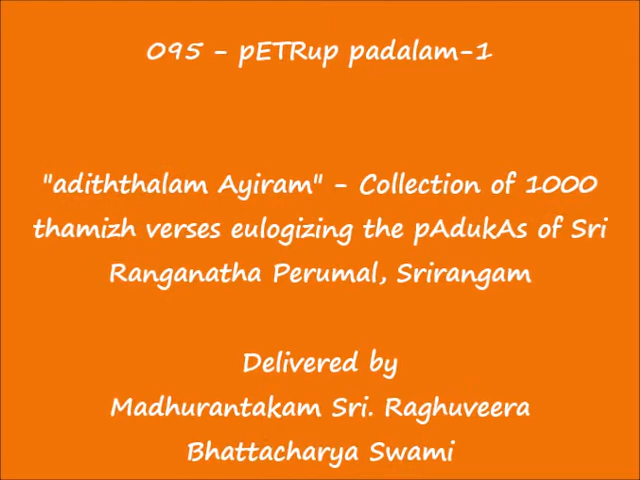 095 - pETRup padalam-1
"adiththalam Ayiram" - Collection of 1000
thamizh verses eulogizing the pAdukAs of Sri
Ranganatha Perumal, Srirangam
Delivered by
Madhurantakam Sri. Raghuveera
Bhattacharya Swami